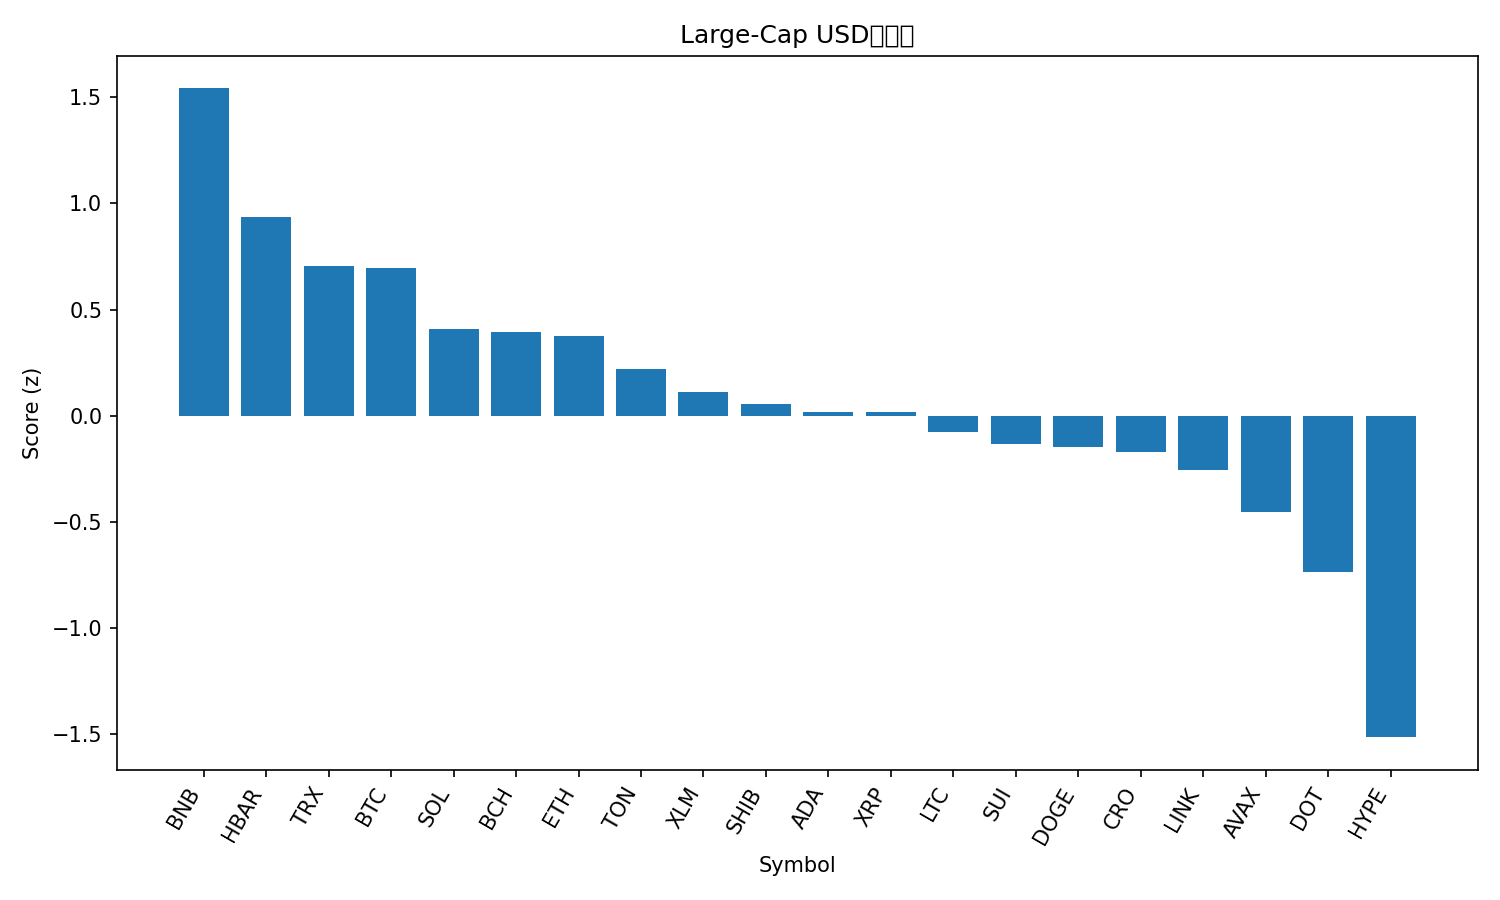 Large-Cap USD
1.5
1.0
0.5
0.0
−0.5
−1.0
−1.5
Score (z)
BNB
HBAR
TRX
BTC
SOL
BCH
ETH
TON
XLM
SHIB
ADA
XRP
LTC
SUI
DOGE
CRO
LINK
AVAX
DOT
HYPE
Symbol